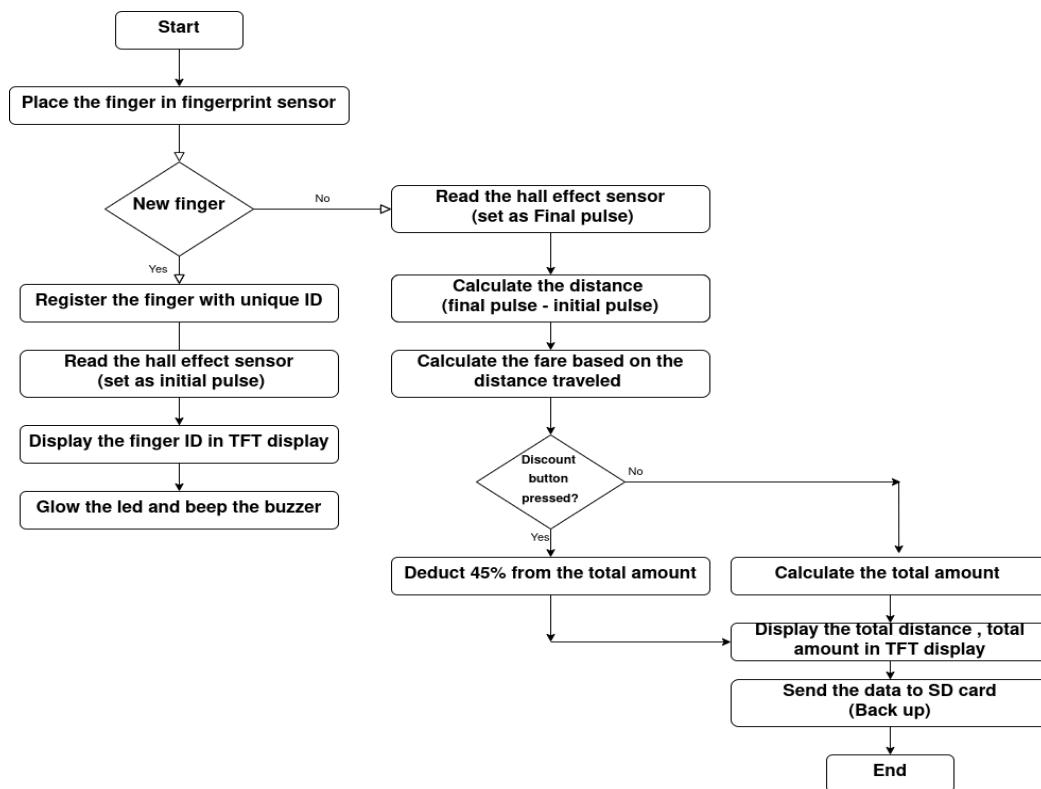 Start
Place the finger in fingerprint sensor
New finger
No
Yes
Register the finger with unique ID
Read the hall effect sensor
(set as initial pulse)
Display the finger ID in TFT display
Glow the led and beep the buzzer
Read the hall effect sensor
(set as Final pulse)
Calculate the distance
(final pulse - initial pulse)
Calculate the fare based on the
distance traveled
Discount
button
pressed?
No
Yes
Deduct 45% from the total amount
Calculate the total amount
Display the total distance , total
amount in TFT display
Send the data to SD card
(Back up)
End